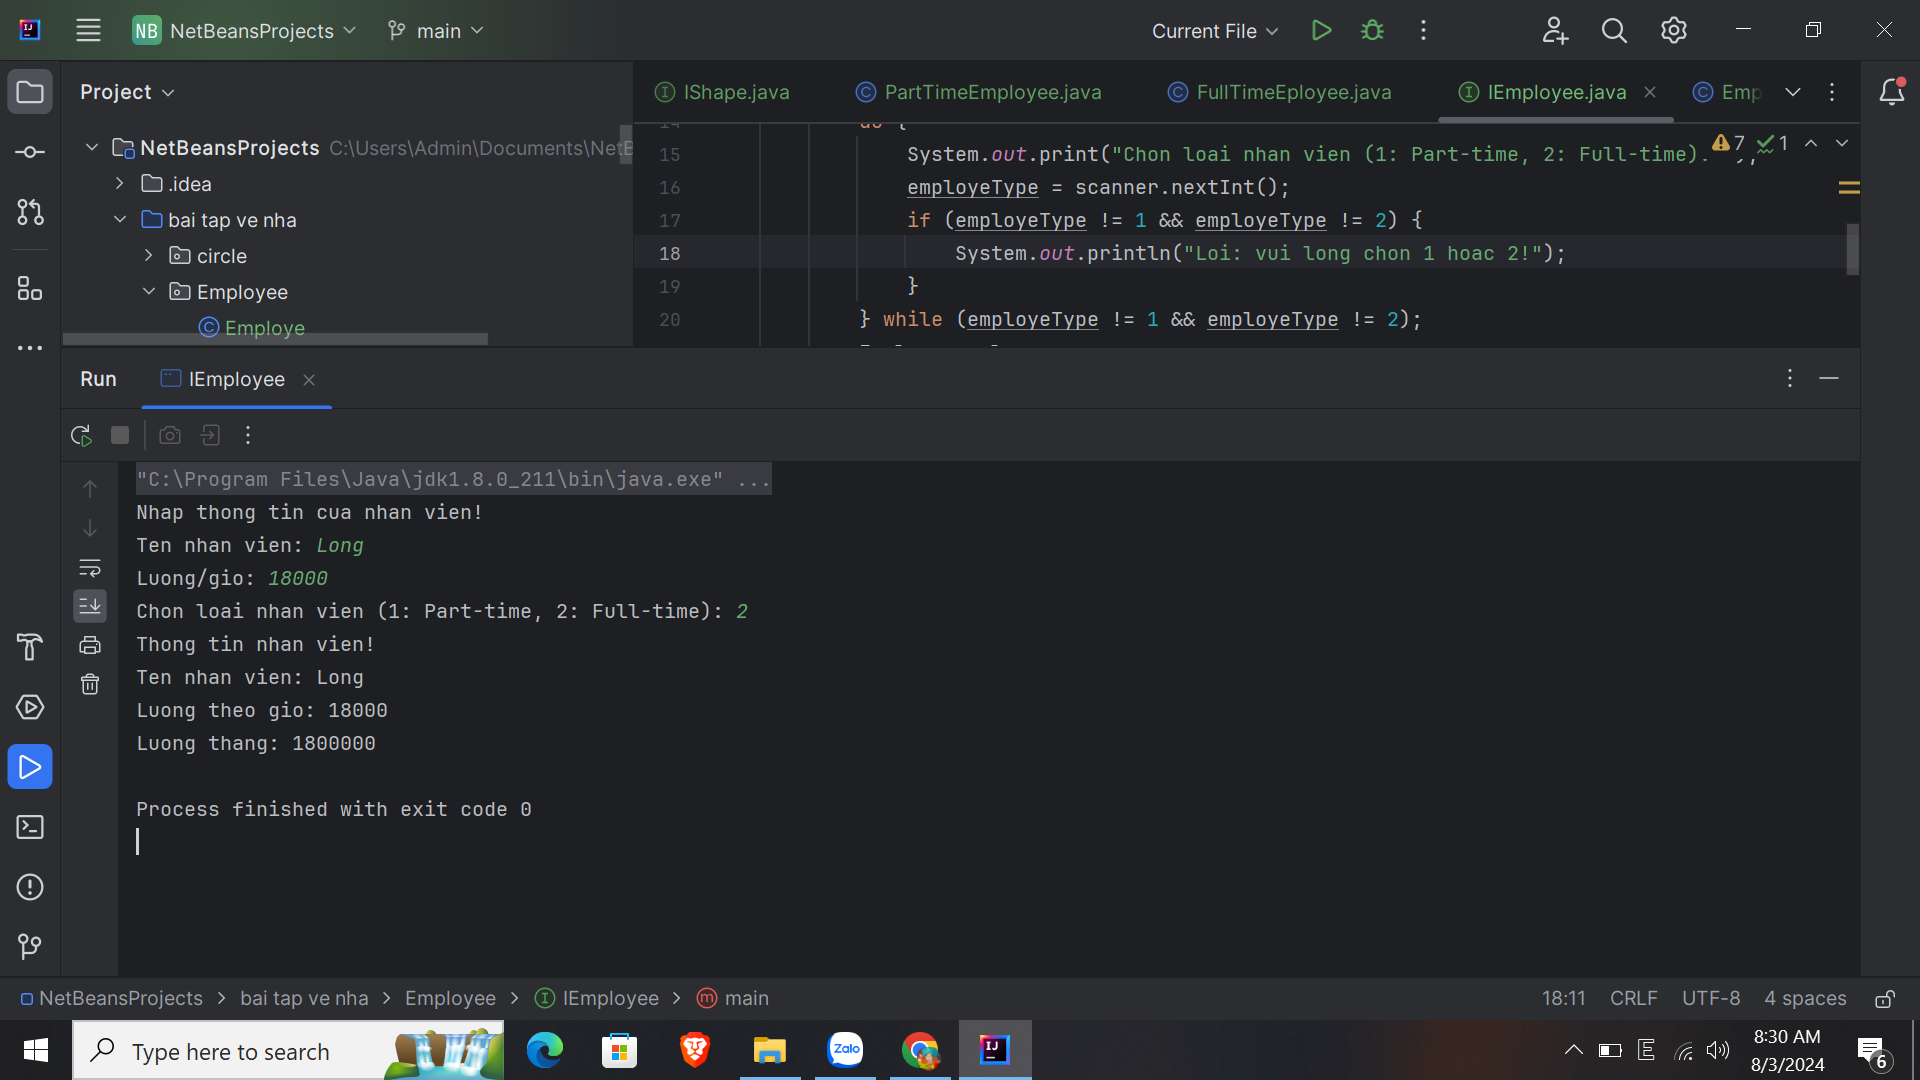 NB NetBeansProjects main Current File
Project
IShape.java PartTimeEmployee.java FullTimeEployee.java IEmployee.java Emp
NetBeansProjects C:\Users\Admin\Documents\NetB
.idea
bai tap ve nha
circle
Employee
Employe
15 System.out.print("Chon loai nhan vien (1: Part-time, 2: Full-time). 7 1
16 employeType = scanner.nextInt();
17 if (employeType != 1 && employeType != 2) {
18 System.out.println("Loi: vui long chon 1 hoac 2!");
19 }
20 } while (employeType != 1 && employeType != 2);
Run IEmployee
"C:\Program Files\Java\jdk1.8.0_211\bin\java.exe" ...
Nhap thong tin cua nhan vien!
Ten nhan vien: Long
Luong/gio: 18000
Chon loai nhan vien (1: Part-time, 2: Full-time): 2
Thong tin nhan vien!
Ten nhan vien: Long
Luong theo gio: 18000
Luong thang: 1800000
Process finished with exit code 0
NetBeansProjects > bai tap ve nha > Employee > IEmployee > main 18:11 CRLF UTF-8 4 spaces
Type here to search Zalo IJ E 8:30 AM
8/3/2024 6